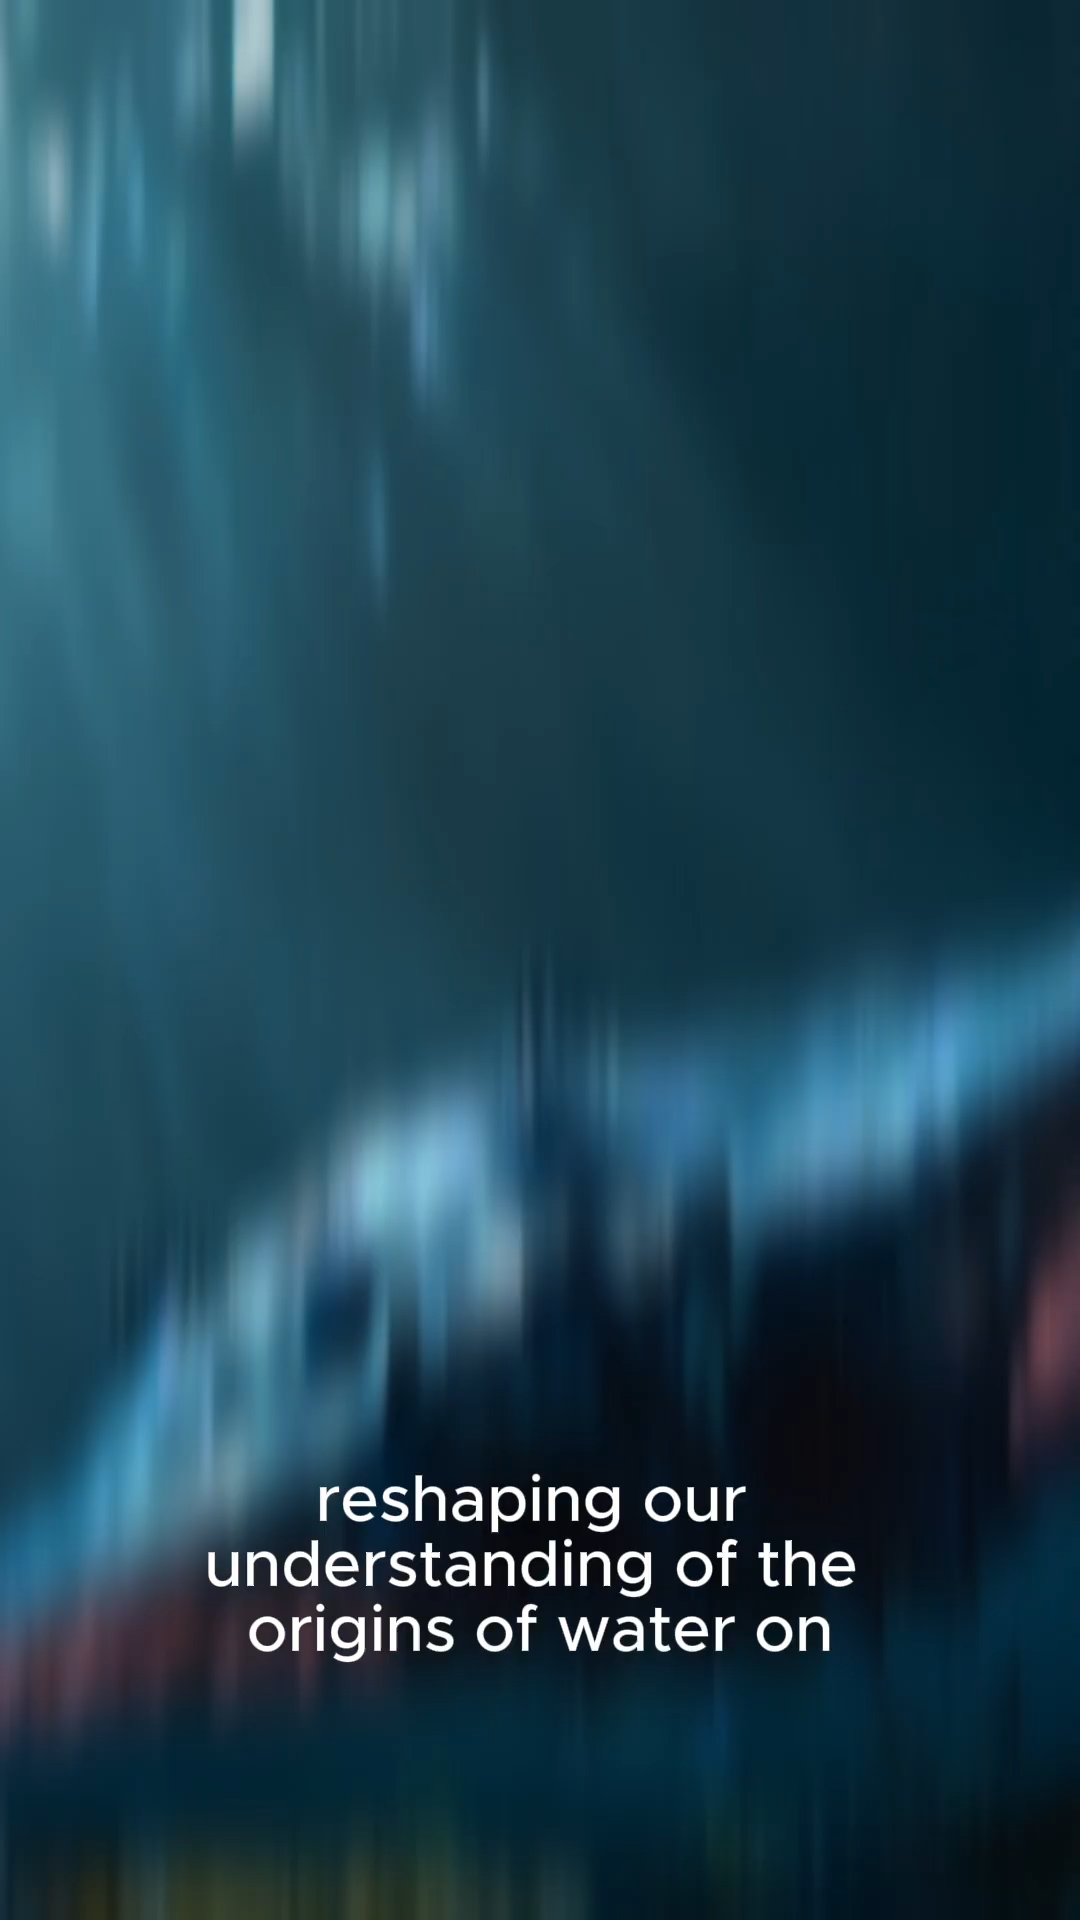 reshaping our
understanding of the
origins of water on